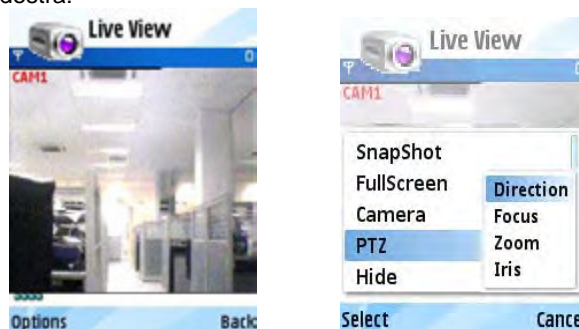 destra.
Live View
CAM1
Options Back
Live View
CAM1
SnapShot
FullScreen
Camera
PTZ
Hide
Direction
Focus
Zoom
Iris
Select Cance